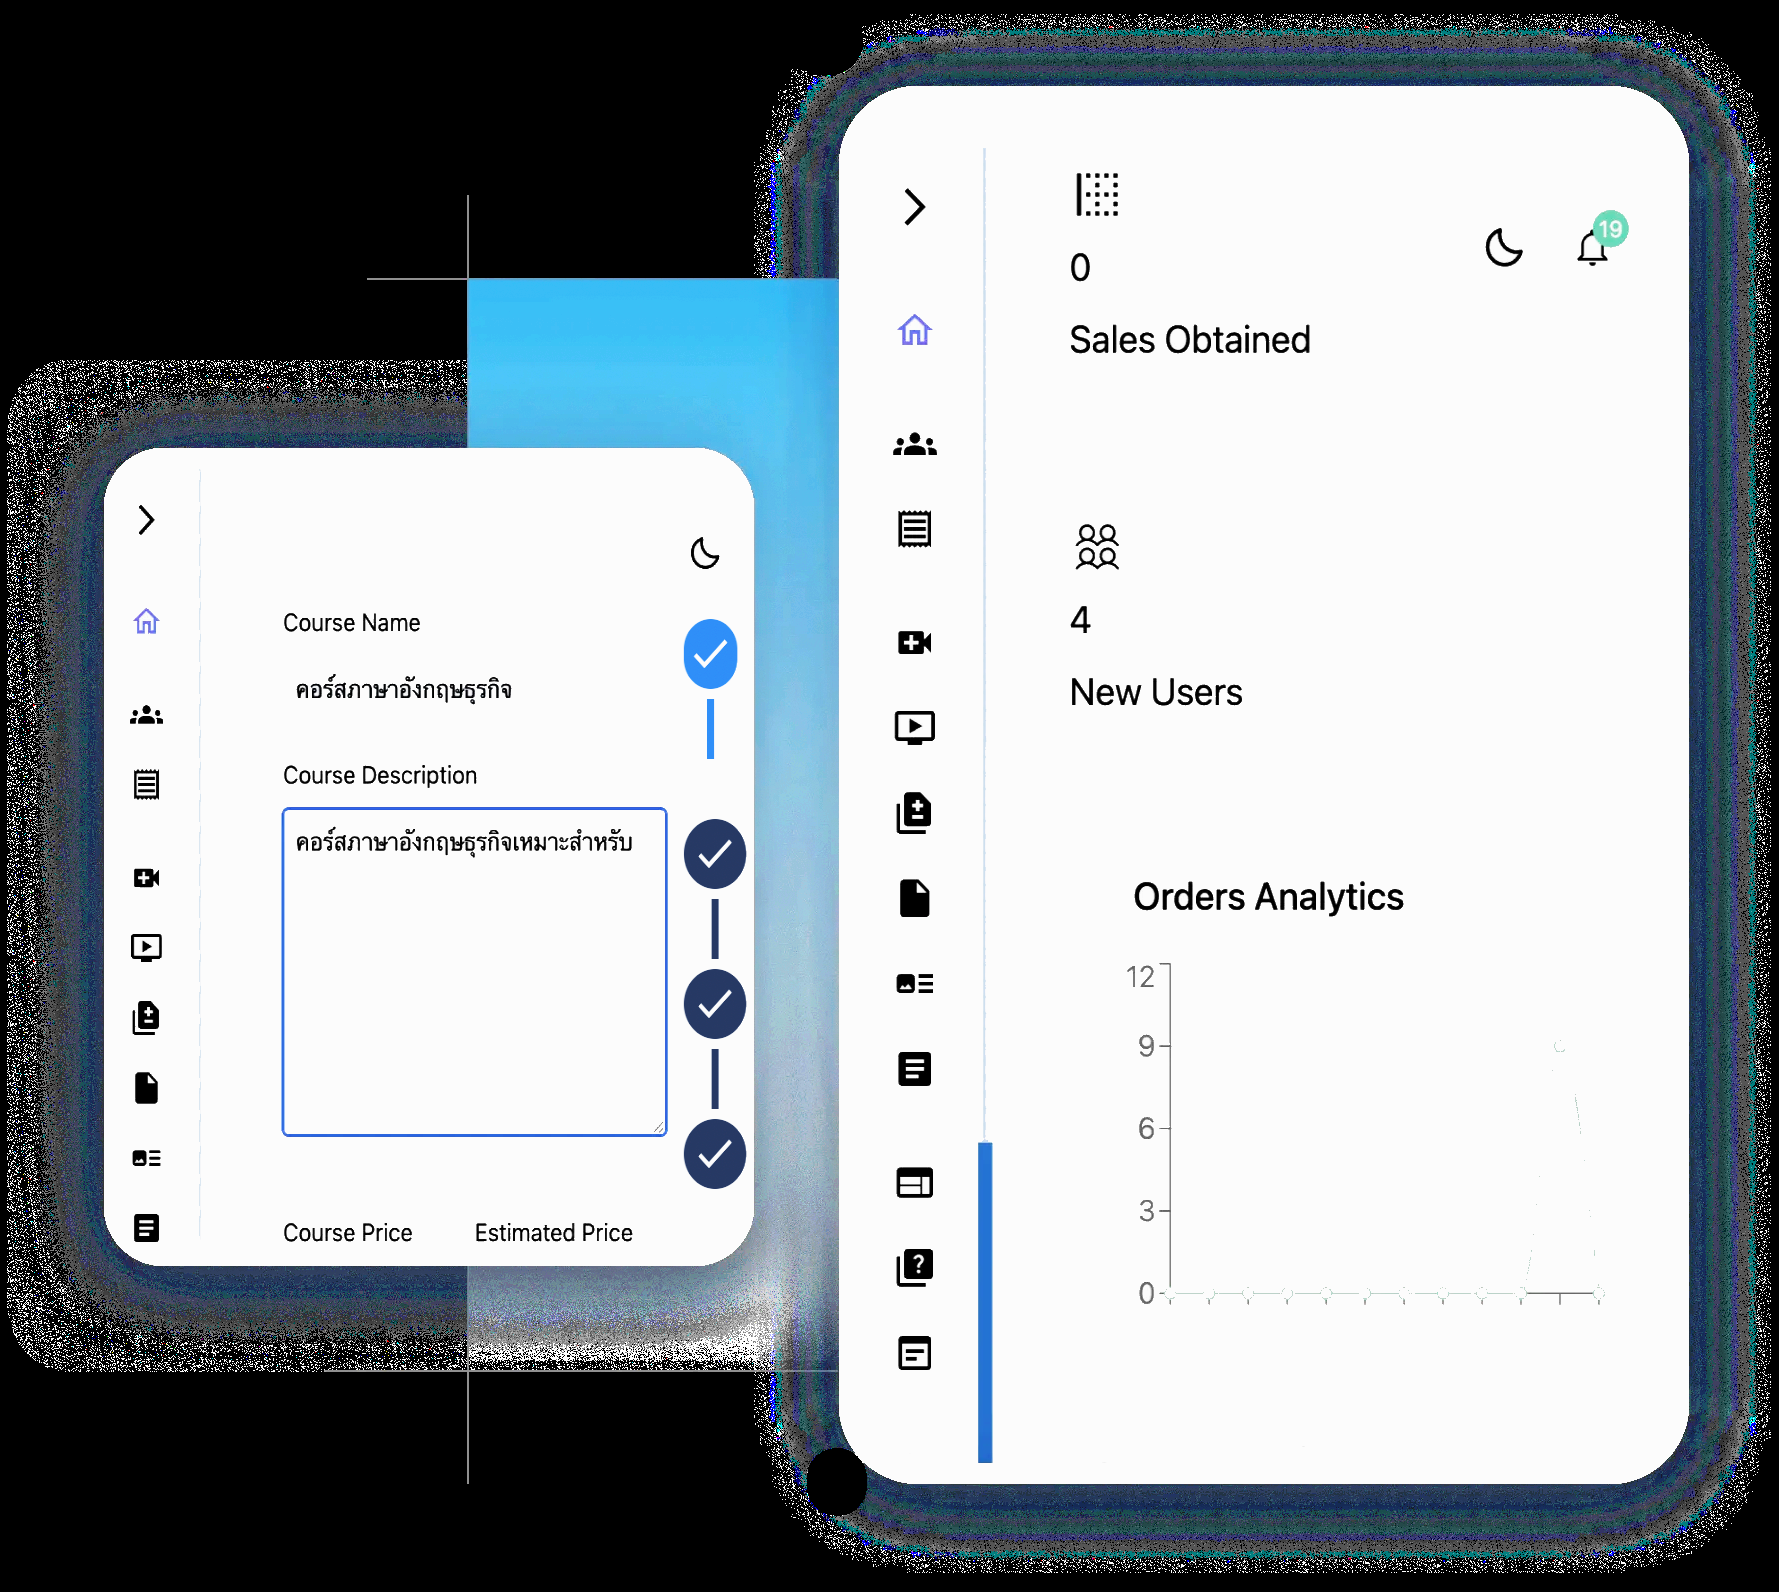 Course Name
คอร์สภาษาอังกฤษธุรกิจ
Course Description
คอร์สภาษาอังกฤษธุรกิจเหมาะสำหรับ
Course Price
Estimated Price
19
0
Sales Obtained
4
New Users
Orders Analytics
12
9
6
3
0